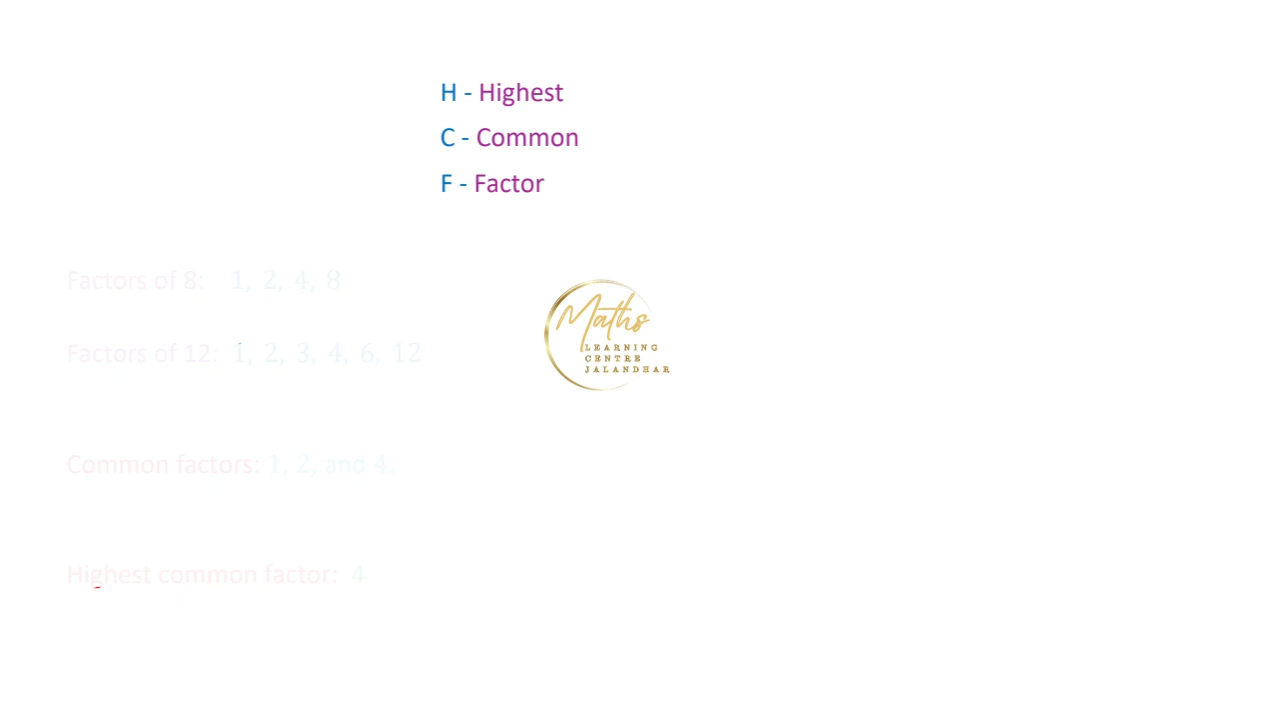 H - Highest
C - Common
F - Factor
Factors of 8: 1, 2, 4, 8
Maths
LEARNING
CENTRE
JALANDHAR
Factors of 12: 1, 2, 3, 4, 6, 12
Common factors: 1, 2, and 4.
Highest common factor: 4